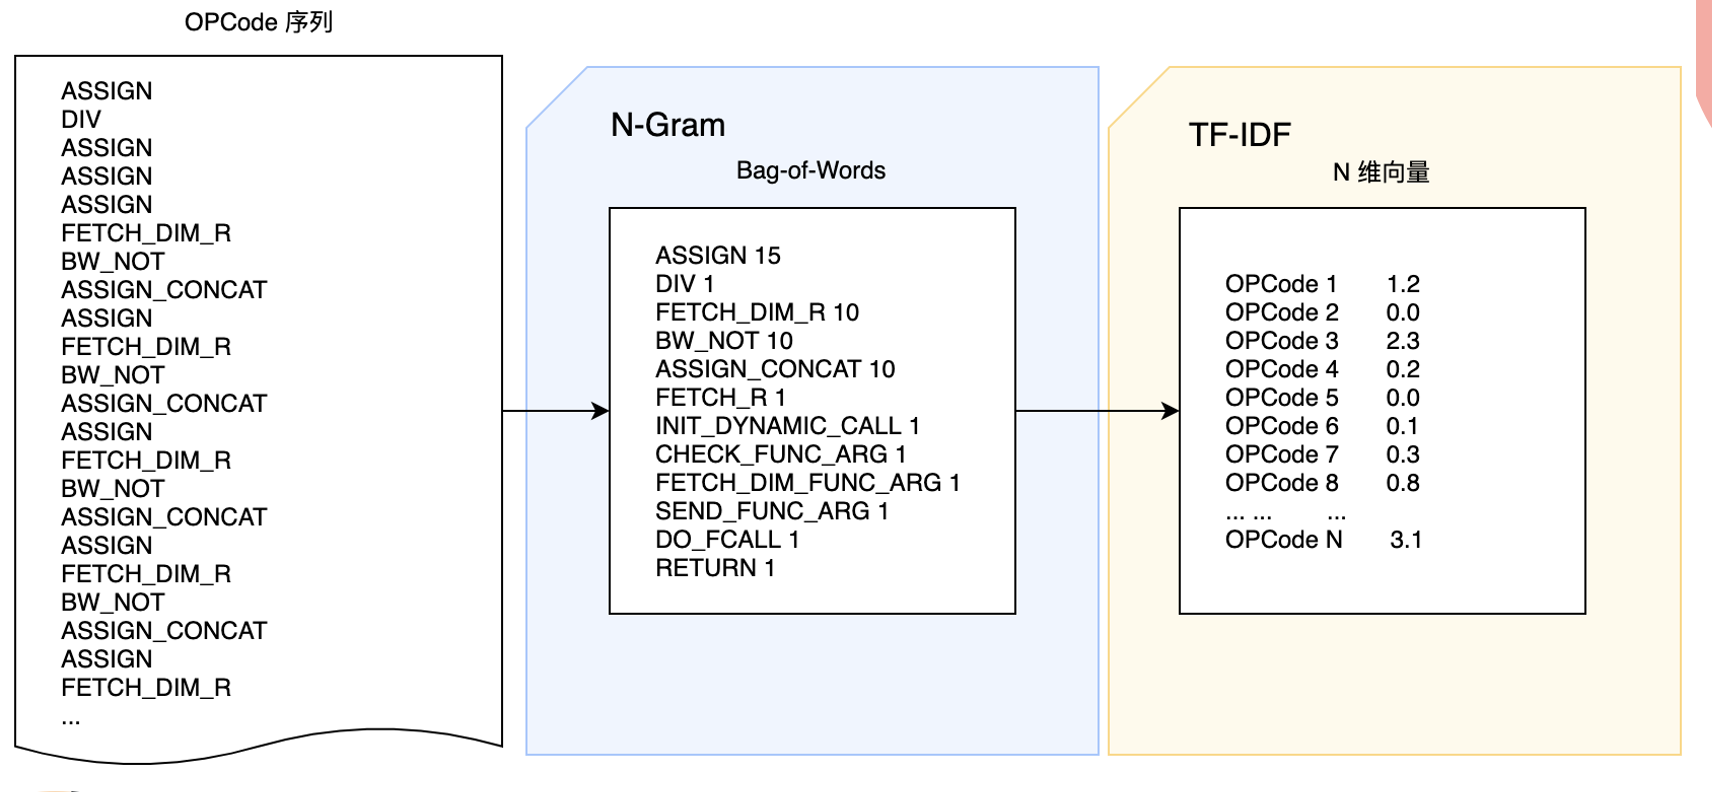 OPCode 序列
ASSIGN
DIV
ASSIGN
ASSIGN
ASSIGN
FETCH_DIM_R
BW_NOT
ASSIGN_CONCAT
ASSIGN
FETCH_DIM_R
BW_NOT
ASSIGN_CONCAT
ASSIGN
FETCH_DIM_R
BW_NOT
ASSIGN_CONCAT
ASSIGN
FETCH_DIM_R
BW_NOT
ASSIGN_CONCAT
ASSIGN
FETCH_DIM_R
...
N-Gram
Bag-of-Words
ASSIGN 15
DIV 1
FETCH_DIM_R 10
BW_NOT 10
ASSIGN_CONCAT 10
FETCH_R 1
INIT_DYNAMIC_CALL 1
CHECK_FUNC_ARG 1
FETCH_DIM_FUNC_ARG 1
SEND_FUNC_ARG 1
DO_FCALL 1
RETURN 1
TF-IDF
N 维向量
OPCode 1 1.2
OPCode 2 0.0
OPCode 3 2.3
OPCode 4 0.2
OPCode 5 0.0
OPCode 6 0.1
OPCode 7 0.3
OPCode 8 0.8
... ... ...
OPCode N 3.1